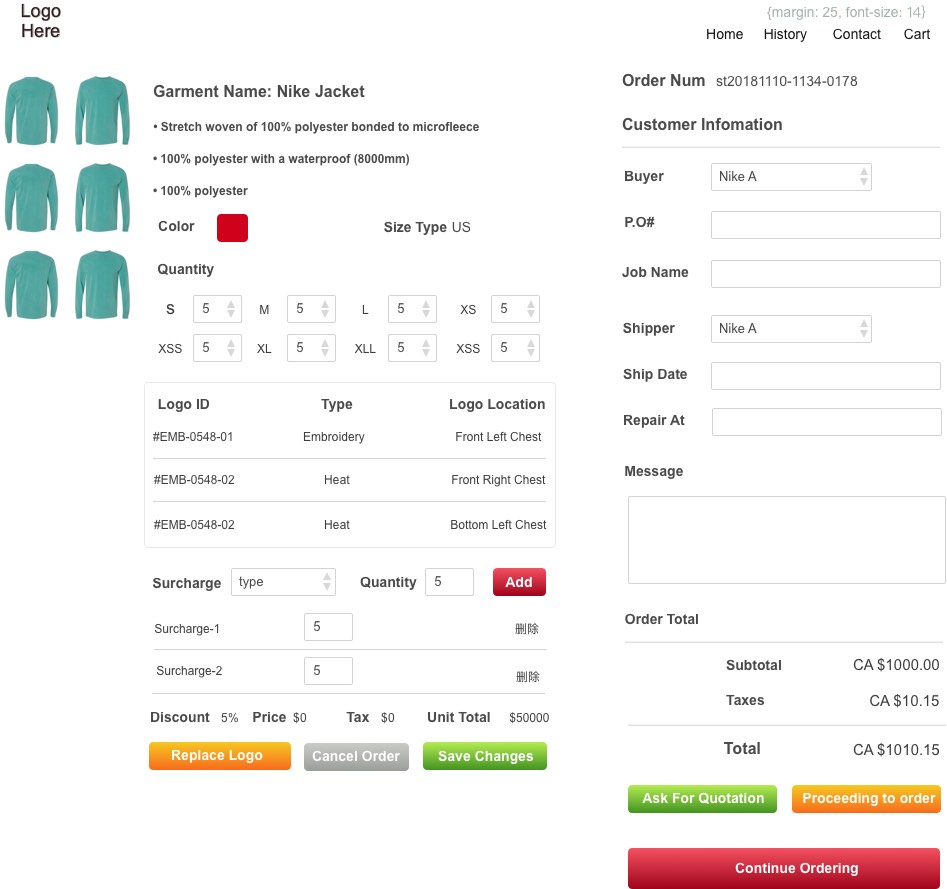 Logo
Here
{margin: 25, font-size: 14}
Home History Contact Cart
Garment Name: Nike Jacket
• Stretch woven of 100% polyester bonded to microfleece
• 100% polyester with a waterproof (8000mm)
• 100% polyester
Color
Size Type US
Quantity
S 5 M 5 L 5 XS 5
XSS 5 XL 5 XLL 5 XSS 5
Logo ID Type Logo Location
#EMB-0548-01 Embroidery Front Left Chest
#EMB-0548-02 Heat Front Right Chest
#EMB-0548-02 Heat Bottom Left Chest
Surcharge type Quantity 5 Add
Surcharge-1 5 删除
Surcharge-2 5 删除
Discount 5% Price $0 Tax $0 Unit Total $50000
Replace Logo Cancel Order Save Changes
Order Num st20181110-1134-0178
Customer Infomation
Buyer Nike A
P.O#
Job Name
Shipper Nike A
Ship Date
Repair At
Message
Order Total
Subtotal CA $1000.00
Taxes CA $10.15
Total CA $1010.15
Ask For Quotation Proceeding to order
Continue Ordering